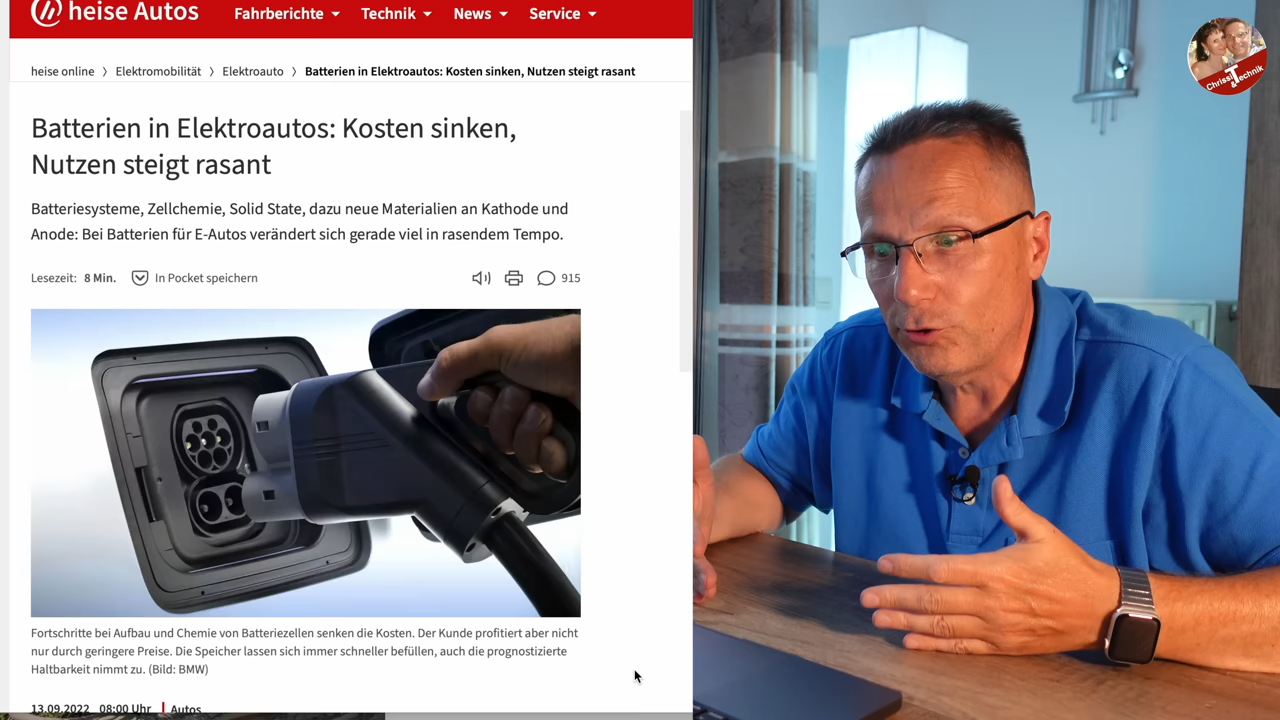 heise Autos
Fahrberichte Technik News Service
heise online > Elektromobilität > Elektroauto > Batterien in Elektroautos: Kosten sinken, Nutzen steigt rasant
Batterien in Elektroautos: Kosten sinken,
Nutzen steigt rasant
Batteriesysteme, Zellchemie, Solid State, dazu neue Materialien an Kathode und
Anode: Bei Batterien für E-Autos verändert sich gerade viel in rasendem Tempo.
Lesezeit: 8 Min. In Pocket speichern 915
Fortschritte bei Aufbau und Chemie von Batteriezellen senken die Kosten. Der Kunde profitiert aber nicht
nur durch geringere Preise. Die Speicher lassen sich immer schneller befüllen, auch die prognostizierte
Haltbarkeit nimmt zu. (Bild: BMW)
13.09.2022 08:00 Uhr | Autos
Chrissi T & Technik